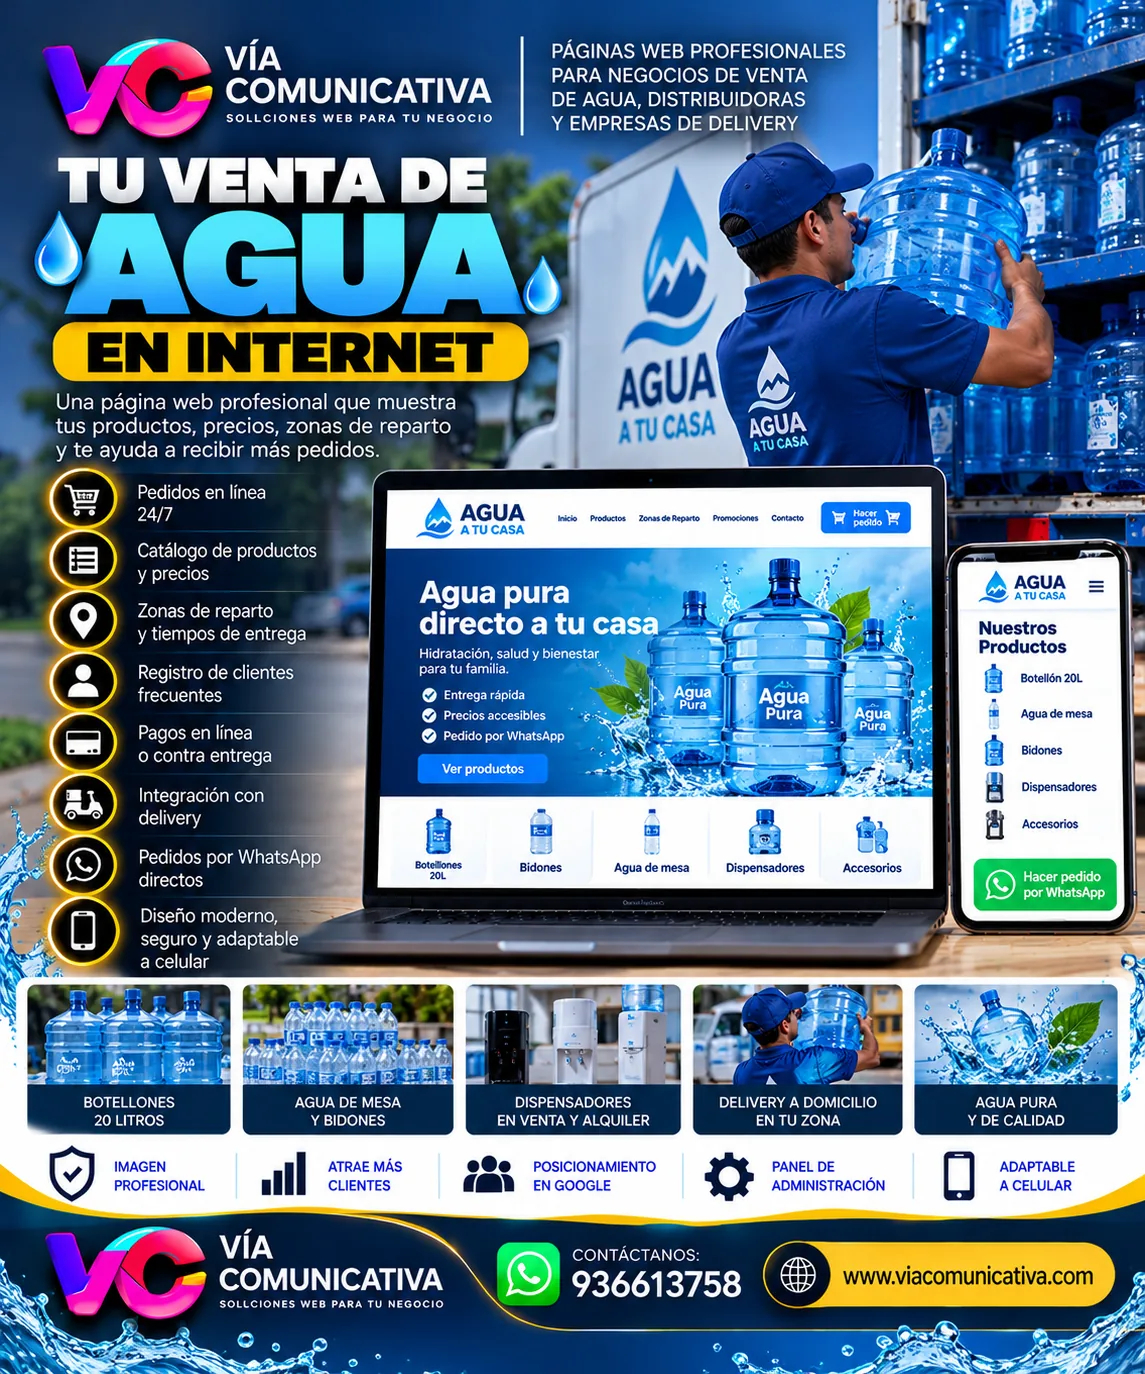 VÍA
COMUNICATIVA
SOLLCIONES WEB PARA TU NEGOCIO
PÁGINAS WEB PROFESIONALES
PARA NEGOCIOS DE VENTA
DE AGUA, DISTRIBUIDORAS
Y EMPRESAS DE DELIVERY
TU VENTA DE
AGUA
EN INTERNET
Una página web profesional que muestra
tus productos, precios, zonas de reparto
y te ayuda a recibir más pedidos.
AGUA
A TU CASA
AGUA
A TU CASA
Pedidos en línea
24/7
Catálogo de productos
y precios
Zonas de reparto
y tiempos de entrega
Registro de clientes
frecuentes
Pagos en línea
o contra entrega
Integración con
delivery
Pedidos por WhatsApp
directos
Diseño moderno,
seguro y adaptable
a celular
AGUA
A TU CASA
Inicio
Productos
Zonas de Reparto
Promociones
Contacto
Hacer
pedido
Agua pura
directo a tu casa
Hidratación, salud y bienestar
para tu familia.
Entrega rápida
Precios accesibles
Pedido por WhatsApp
Ver productos
Agua
Pura
Agua
Pura
Agua
Pura
Botellones
20L
Bidones
Agua de mesa
Dispensadores
Accesorios
AGUA
A TU CASA
Nuestros
Productos
Botellón 20L
Agua de mesa
Bidones
Dispensadores
Accesorios
Hacer pedido
por WhatsApp
BOTELLONES
20 LITROS
AGUA DE MESA
Y BIDONES
DISPENSADORES
EN VENTA Y ALQUILER
DELIVERY A DOMICILIO
EN TU ZONA
AGUA PURA
Y DE CALIDAD
IMAGEN
PROFESIONAL
ATRAE MÁS
CLIENTES
POSICIONAMIENTO
EN GOOGLE
PANEL DE
ADMINISTRACIÓN
ADAPTABLE
A CELULAR
VÍA
COMUNICATIVA
SOLLCIONES WEB PARA TU NEGOCIO
CONTÁCTANOS:
936613758
www.viacomunicativa.com